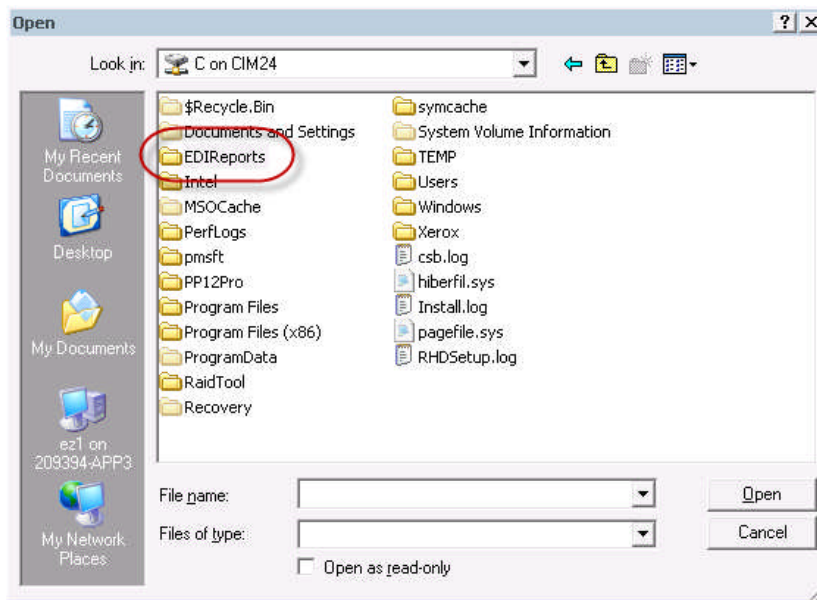 Open
Look in:
C on CIM24
My Recent
Documents
Desktop
My Documents
ez1 on
209394-APP3
My Network
Places
$Recycle.Bin
Documents and Settings
EDIReports
Intel
MSOCache
PerfLogs
pmsft
PP12Pro
Program Files
Program Files (x86)
ProgramData
RaidTool
Recovery
symcache
System Volume Information
TEMP
Users
Windows
Xerox
csb.log
hiberfil.sys
Install.log
pagefile.sys
RHDSetup.log
File name:
Open
Files of type:
Cancel
Open as read-only